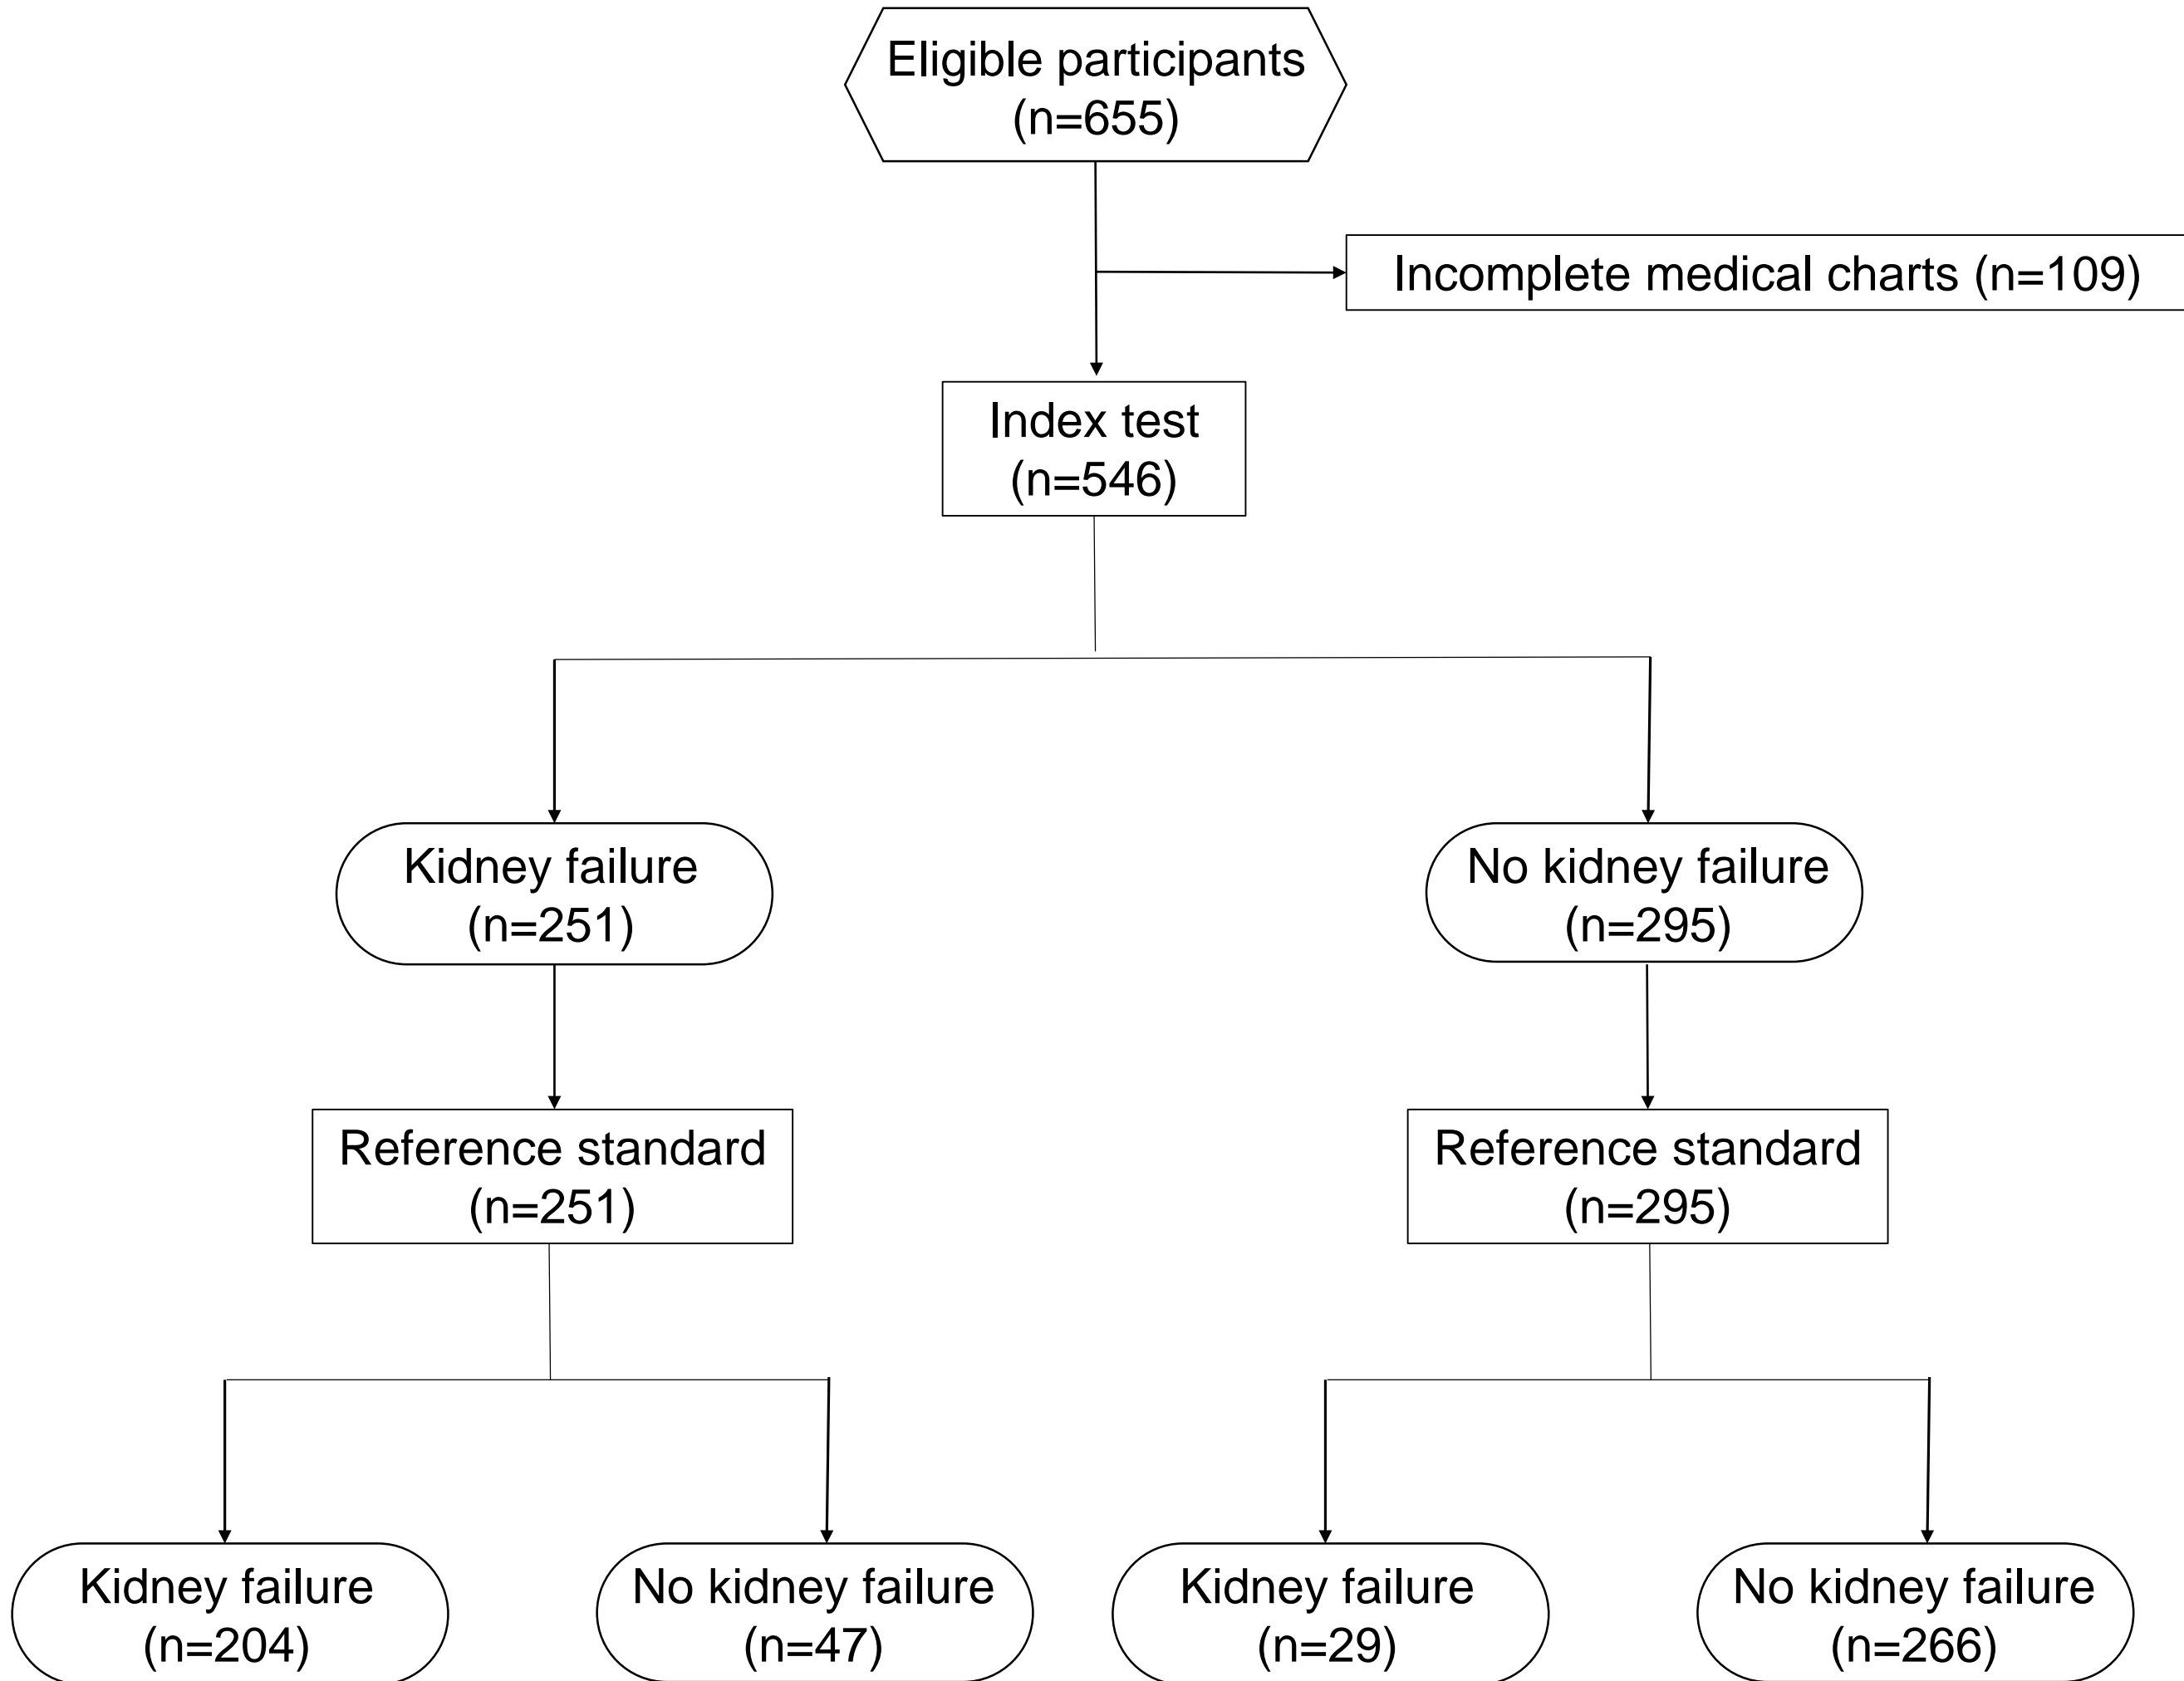 Eligible participants
(n=655)
Incomplete medical charts (n=109)
Index test
(n=546)
Kidney failure
(n=251)
No kidney failure
(n=295)
Reference standard
(n=251)
Reference standard
(n=295)
Kidney failure
(n=204)
No kidney failure
(n=47)
Kidney failure
(n=29)
No kidney failure
(n=266)